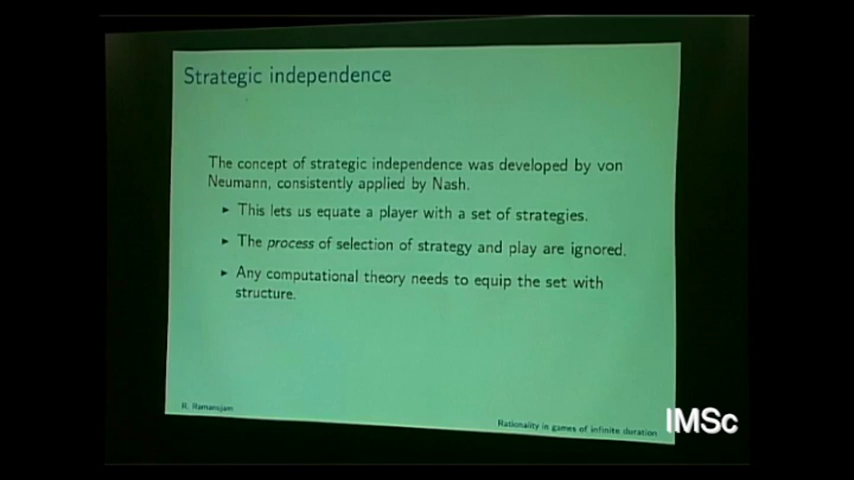 Strategic independence
The concept of strategic independence was developed by von
Neumann, consistently applied by Nash.
▶ This lets us equate a player with a set of strategies.
▶ The process of selection of strategy and play are ignored.
▶ Any computational theory needs to equip the set with
structure.
R. Ramanujam
Rationality in games of infinite duration
IMSc